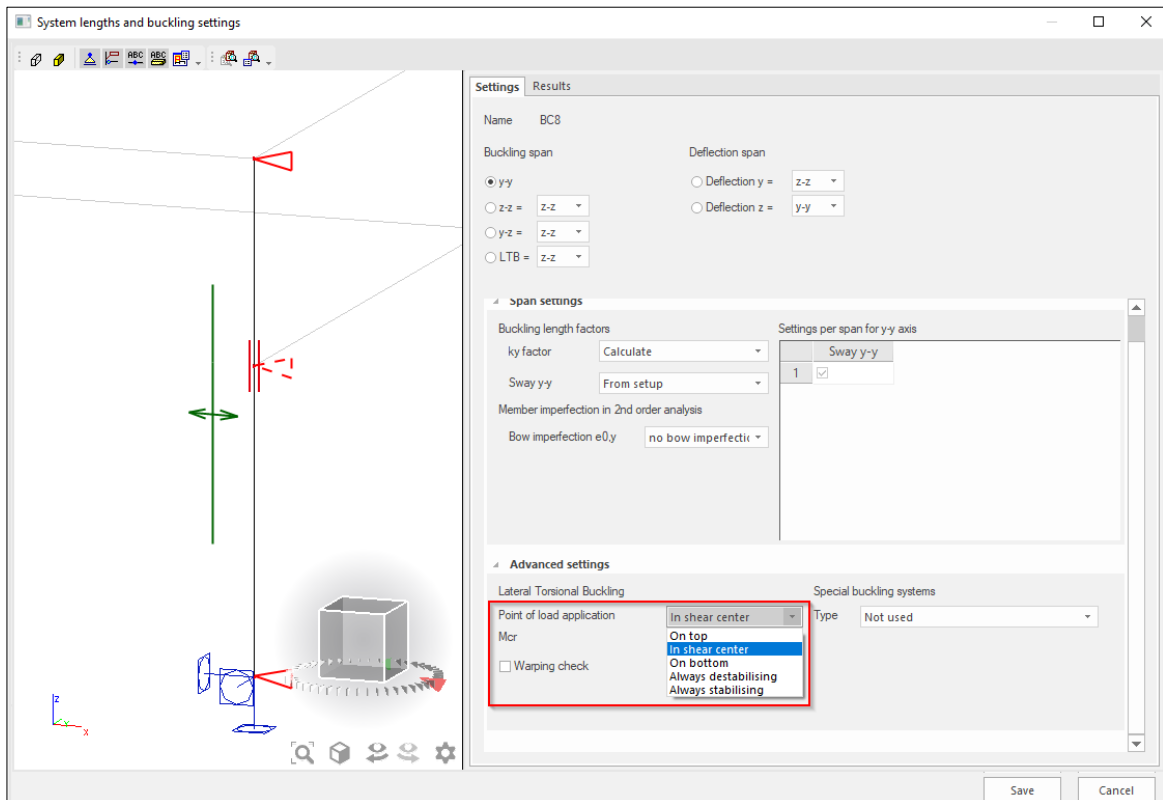 System lengths and buckling settings
ABC ABC
Settings Results
Name BC8
Buckling span Deflection span
y-y Deflection y = z-z
z-z = z-z Deflection z = y-y
y-z = z-z
LTB = z-z
Span settings
Buckling length factors Settings per span for y-y axis
ky factor Calculate Sway y-y
1
Sway y-y From setup
Member imperfection in 2nd order analysis
Bow imperfection e0,y no bow imperfectic
Advanced settings
Lateral Torsional Buckling Special buckling systems
Point of load application In shear center Type Not used
Mcr On top
In shear center
Warping check On bottom
Always destabilising
Always stabilising
z
y
x
Save Cancel